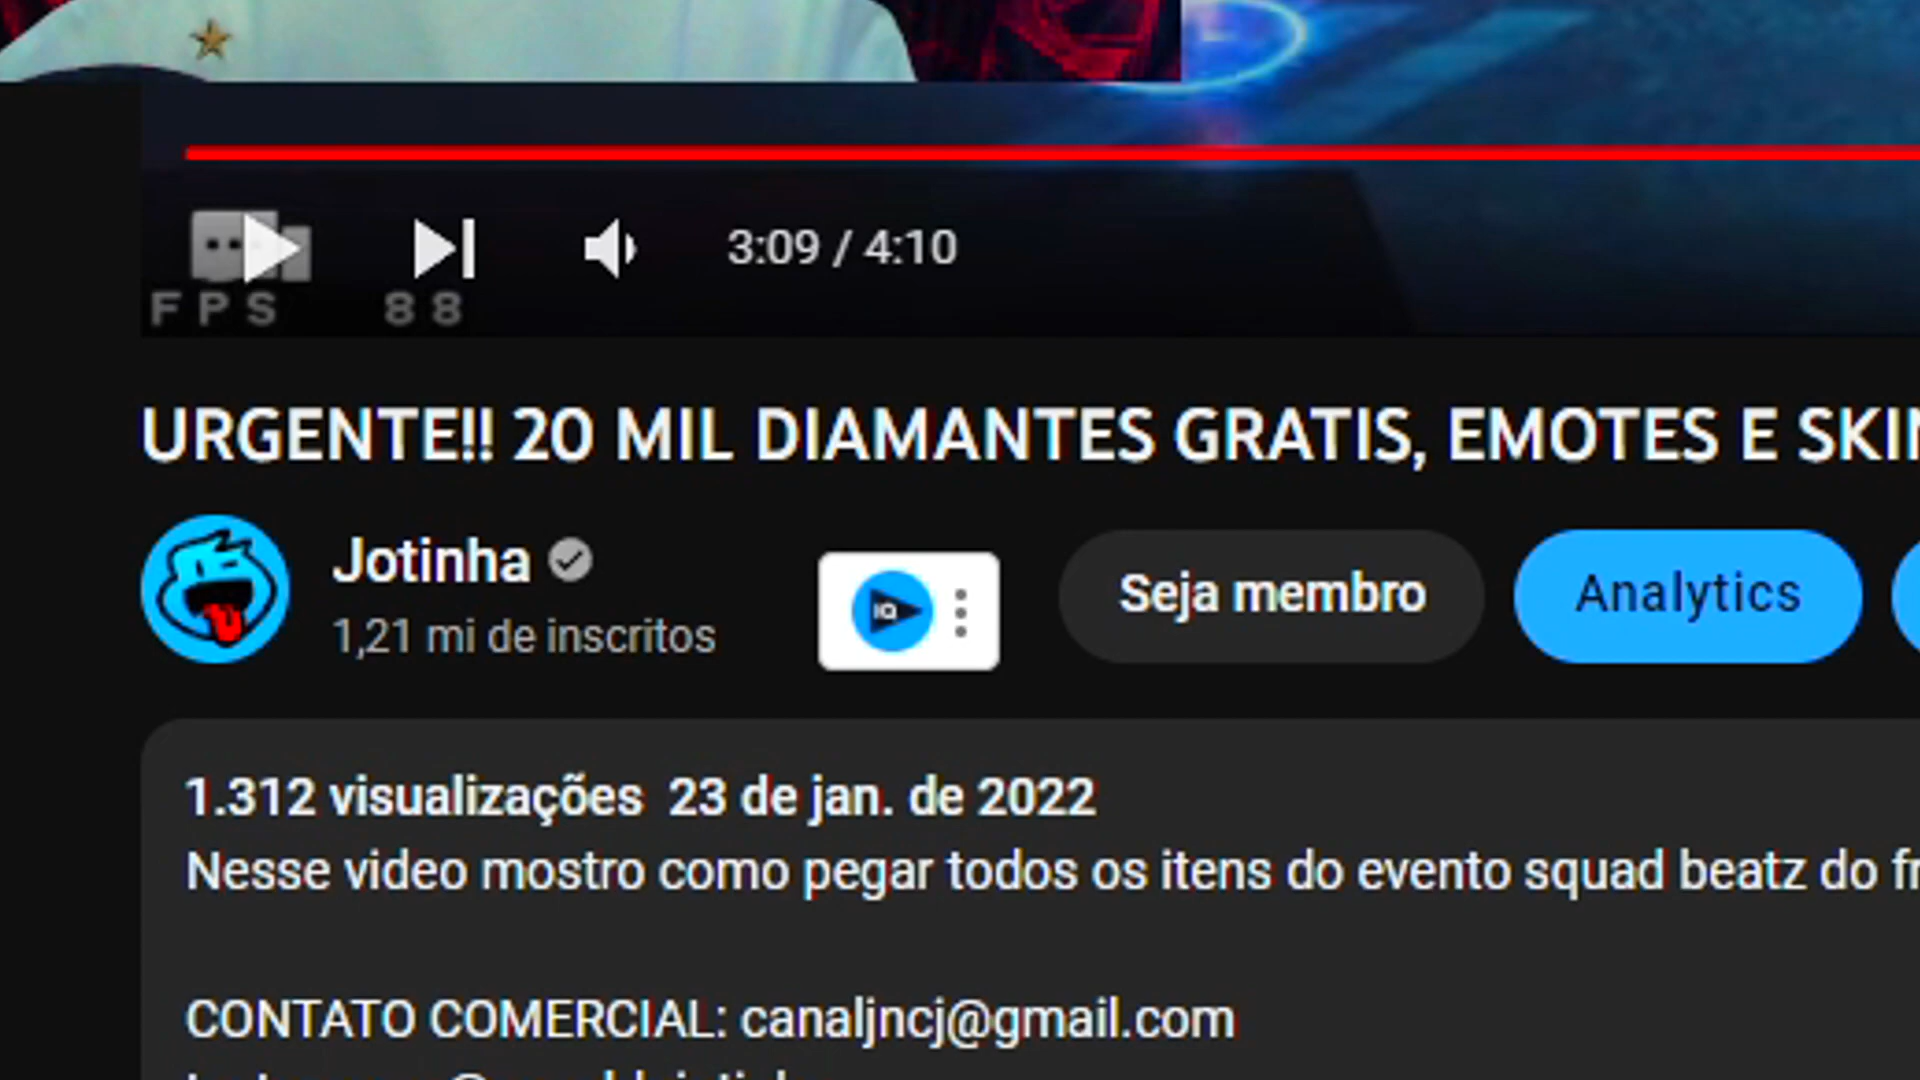 3:09 / 4:10
FPS 88
URGENTE!! 20 MIL DIAMANTES GRATIS, EMOTES E SKIN
Jotinha
1,21 mi de inscritos
IQ
Seja membro
Analytics
1.312 visualizações 23 de jan. de 2022
Nesse video mostro como pegar todos os itens do evento squad beatz do fr
CONTATO COMERCIAL: canaljncj@gmail.com